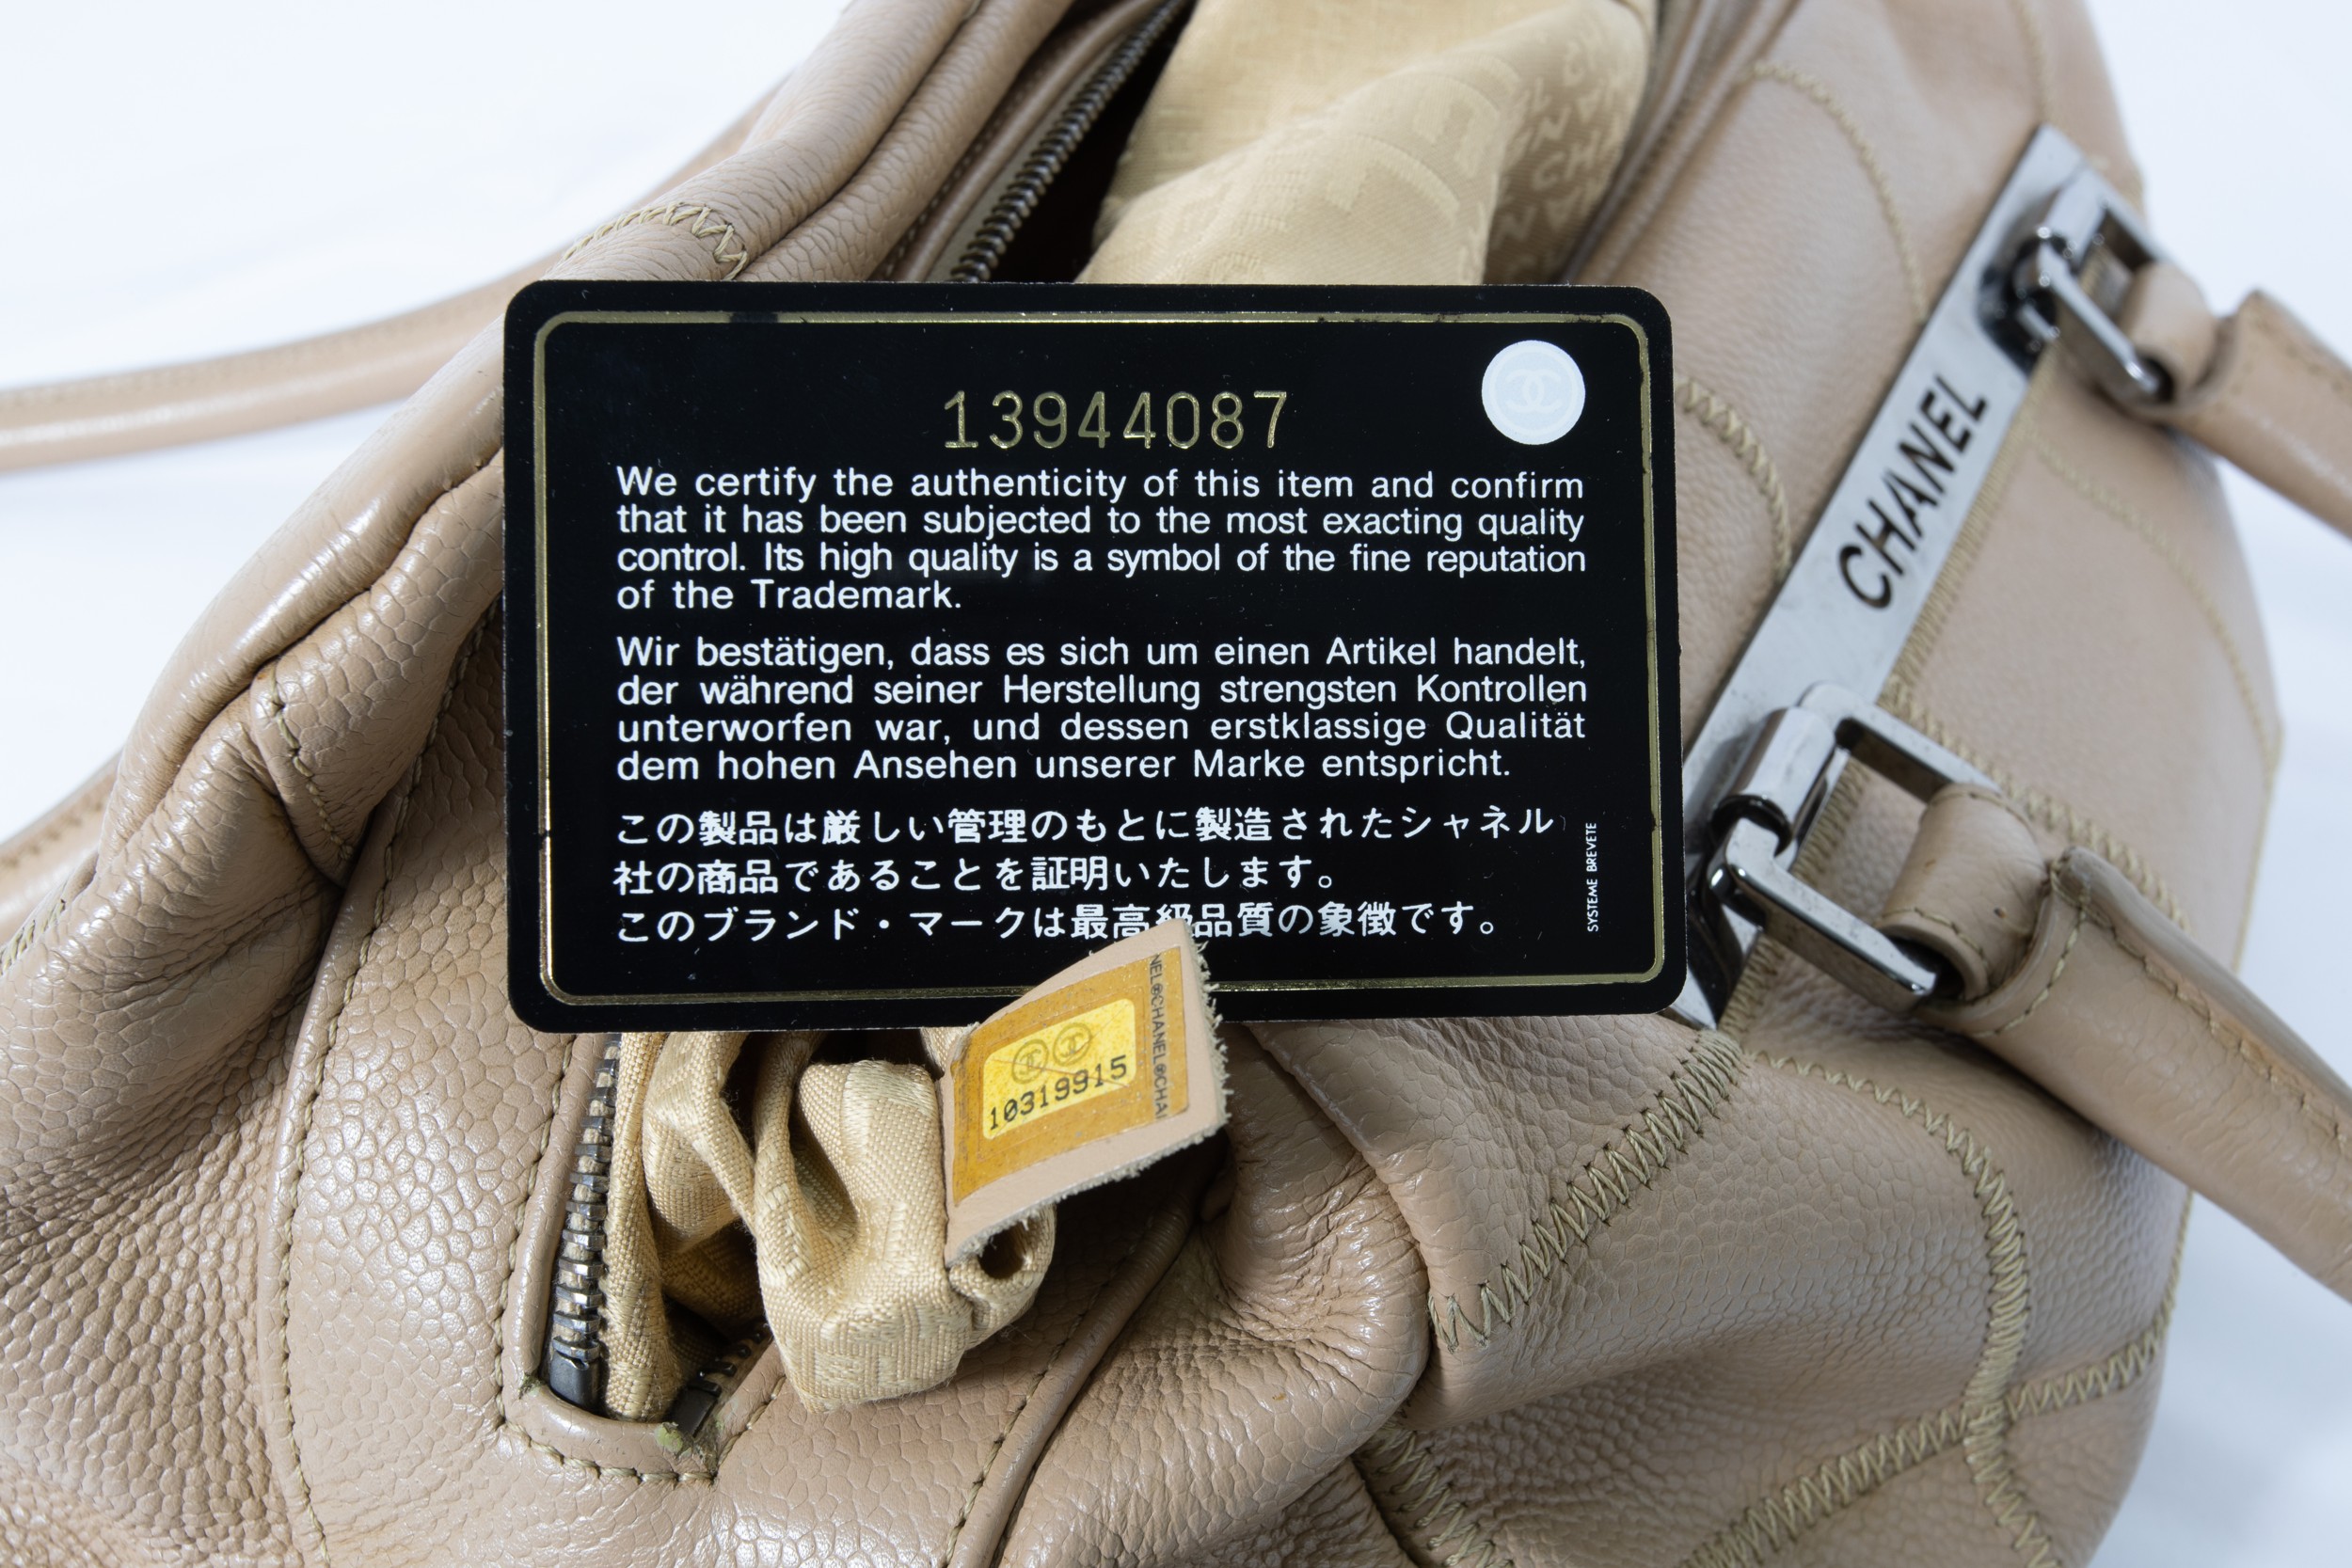 13944087
We certify the authenticity of this item and confirm
that it has been subjected to the most exacting quality
control. Its high quality is a symbol of the fine reputation
of the Trademark.
Wir bestätigen, dass es sich um einen Artikel handelt,
der während seiner Herstellung strengsten Kontrollen
unterworfen war, und dessen erstklassige Qualität
dem hohen Ansehen unserer Marke entspricht.
この製品は厳しい管理のもとに製造されたシャネル
社の商品であることを証明いたします。
このブランド・マークは最高級品質の象徴です。
SYSTEME BREVETE
CHANEL
NEL®CHANEL®CHA
10319915